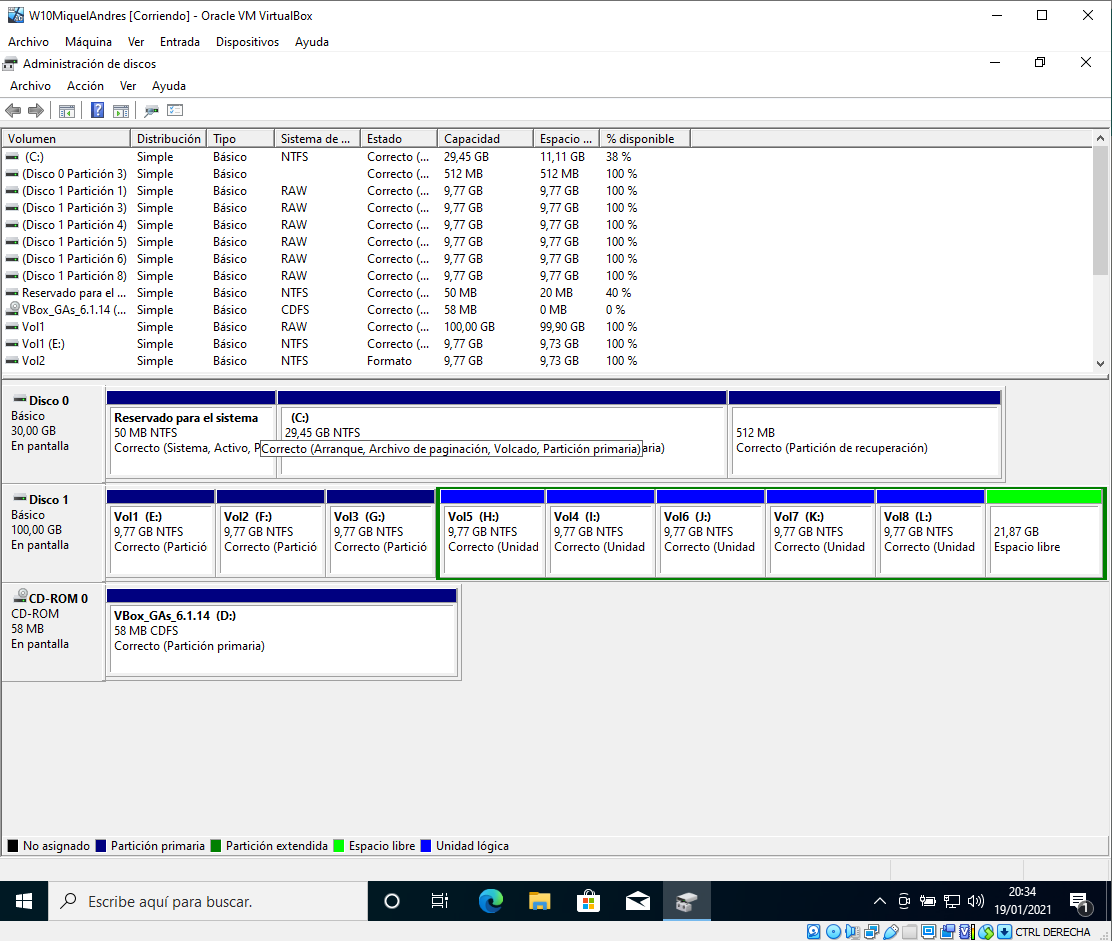 W10MiquelAndres [Corriendo] - Oracle VM VirtualBox
Archivo Máquina Ver Entrada Dispositivos Ayuda
Administración de discos
Archivo Acción Ver Ayuda
Volumen Distribución Tipo Sistema de ... Estado Capacidad Espacio ... % disponible
(C:) Simple Básico NTFS Correcto (... 29,45 GB 11,11 GB 38 %
(Disco 0 Partición 3) Simple Básico Correcto (... 512 MB 512 MB 100 %
(Disco 1 Partición 1) Simple Básico RAW Correcto (... 9,77 GB 9,77 GB 100 %
(Disco 1 Partición 3) Simple Básico RAW Correcto (... 9,77 GB 9,77 GB 100 %
(Disco 1 Partición 4) Simple Básico RAW Correcto (... 9,77 GB 9,77 GB 100 %
(Disco 1 Partición 5) Simple Básico RAW Correcto (... 9,77 GB 9,77 GB 100 %
(Disco 1 Partición 6) Simple Básico RAW Correcto (... 9,77 GB 9,77 GB 100 %
(Disco 1 Partición 8) Simple Básico RAW Correcto (... 9,77 GB 9,77 GB 100 %
Reservado para el ... Simple Básico NTFS Correcto (... 50 MB 20 MB 40 %
VBox_GAs_6.1.14 (... Simple Básico CDFS Correcto (... 58 MB 0 MB 0 %
Vol1 Simple Básico RAW Correcto (... 100,00 GB 99,90 GB 100 %
Vol1 (E:) Simple Básico NTFS Correcto (... 9,77 GB 9,73 GB 100 %
Vol2 Simple Básico NTFS Formato 9,77 GB 9,73 GB 100 %
Disco 0
Básico
30,00 GB
En pantalla
Reservado para el sistema
50 MB NTFS
Correcto (Sistema, Activo, P
(C:)
29,45 GB NTFS
Correcto (Arranque, Archivo de paginación, Volcado, Partición primaria)
aria)
512 MB
Correcto (Partición de recuperación)
Disco 1
Básico
100,00 GB
En pantalla
Vol1 (E:)
9,77 GB NTFS
Correcto (Partició
Vol2 (F:)
9,77 GB NTFS
Correcto (Partició
Vol3 (G:)
9,77 GB NTFS
Correcto (Partició
Vol5 (H:)
9,77 GB NTFS
Correcto (Unidad
Vol4 (I:)
9,77 GB NTFS
Correcto (Unidad
Vol6 (J:)
9,77 GB NTFS
Correcto (Unidad
Vol7 (K:)
9,77 GB NTFS
Correcto (Unidad
Vol8 (L:)
9,77 GB NTFS
Correcto (Unidad
21,87 GB
Espacio libre
CD-ROM 0
CD-ROM
58 MB
En pantalla
VBox_GAs_6.1.14 (D:)
58 MB CDFS
Correcto (Partición primaria)
No asignado Partición primaria Partición extendida Espacio libre Unidad lógica
Escribe aquí para buscar.
20:34
19/01/2021
1
CTRL DERECHA